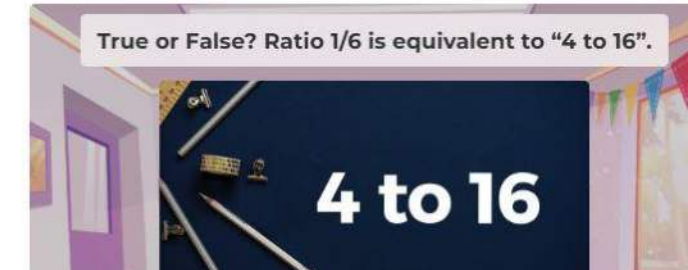 True or False? Ratio 1/6 is equivalent to “4 to 16”.
4 to 16